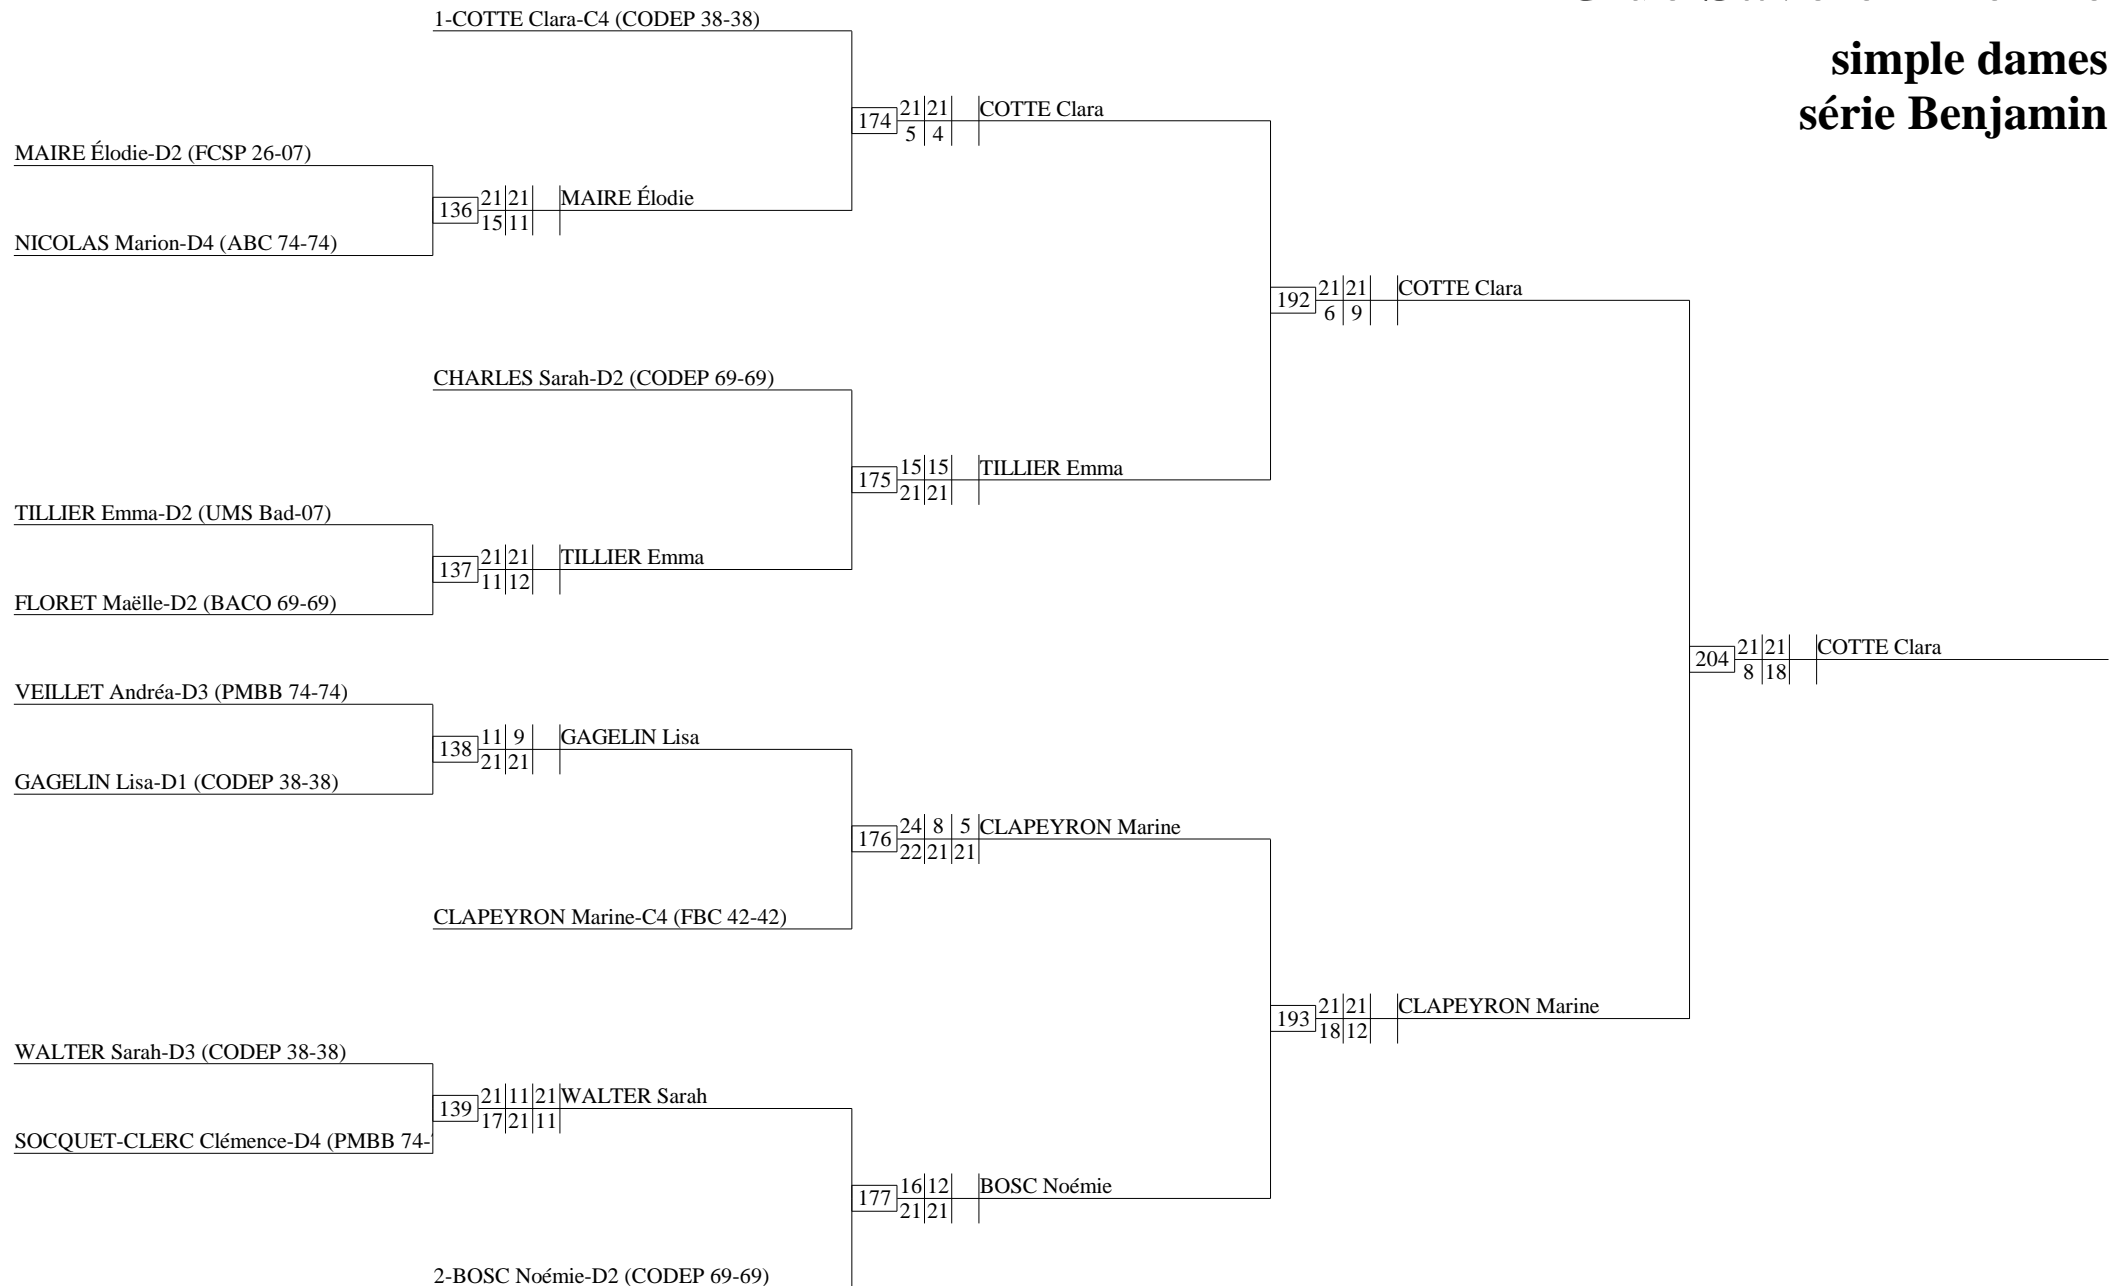 1-COTTE Clara-C4 (CODEP 38-38)
simple dames
série Benjamin
174 21 21 COTTE Clara
5 4
MAIRE Élodie-D2 (FCSP 26-07)
136 21 21 MAIRE Élodie
15 11
NICOLAS Marion-D4 (ABC 74-74)
192 21 21 COTTE Clara
6 9
CHARLES Sarah-D2 (CODEP 69-69)
175 15 15 TILLIER Emma
21 21
TILLIER Emma-D2 (UMS Bad-07)
137 21 21 TILLIER Emma
11 12
FLORET Maëlle-D2 (BACO 69-69)
204 21 21 COTTE Clara
8 18
VEILLET Andréa-D3 (PMBB 74-74)
138 11 9 GAGELIN Lisa
21 21
GAGELIN Lisa-D1 (CODEP 38-38)
176 24 8 5 CLAPEYRON Marine
22 21 21
CLAPEYRON Marine-C4 (FBC 42-42)
193 21 21 CLAPEYRON Marine
18 12
WALTER Sarah-D3 (CODEP 38-38)
139 21 11 21 WALTER Sarah
17 21 11
SOCQUET-CLERC Clémence-D4 (PMBB 74-
177 16 12 BOSC Noémie
21 21
2-BOSC Noémie-D2 (CODEP 69-69)